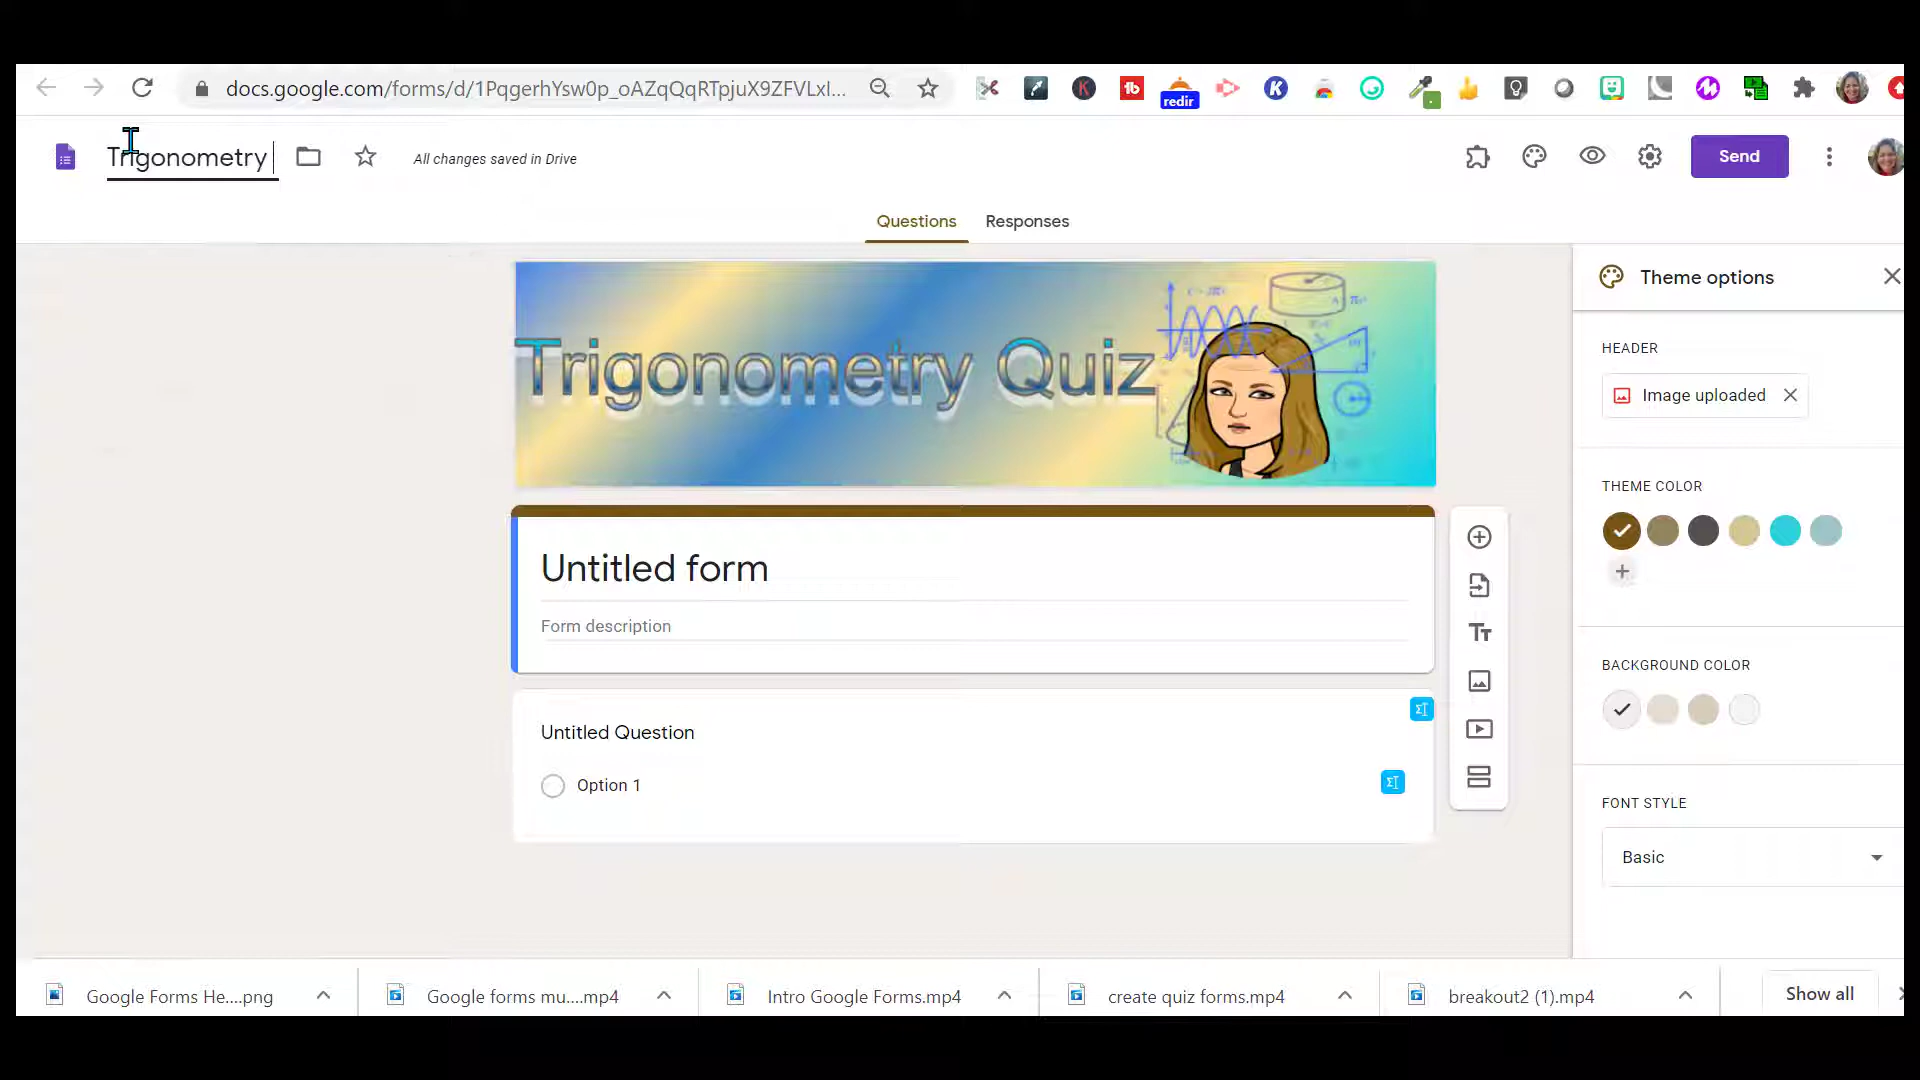 docs.google.com/forms/d/1PqgerhYsw0p_oAZqQqRTpjuX9ZFVLxI...
redir
Trigonometry
All changes saved in Drive
Send
Questions
Responses
Theme options
Trigonometry Quiz
HEADER
Image uploaded
THEME COLOR
Untitled form
Form description
BACKGROUND COLOR
Untitled Question
Option 1
FONT STYLE
Basic
Google Forms He....png
Google forms mu....mp4
Intro Google Forms.mp4
create quiz forms.mp4
breakout2 (1).mp4
Show all